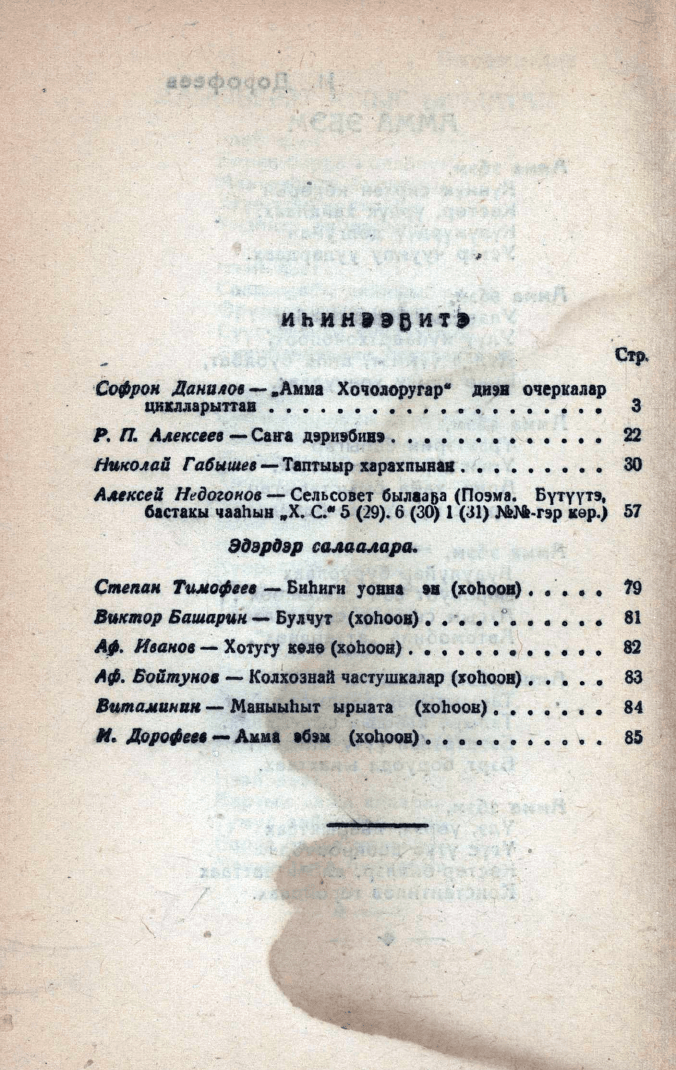 ИҺИНЭЭҔИТЭ
Стр.
Софрон Данилов — „Амма Хочолоругар“ диэн очеркалар
циклларыттан . . . . . . . . . . . . . . . . . . . . 3
Р. П. Алексеев — Саҥа дэриэбинэ . . . . . . . . . . . . . 22
Николай Габышев — Таптыыр харахпынан . . . . . . . . . 30
Алексей Недогонов — Сельсовет былааҕа (Поэма. Бүтүүтэ,
бастакы чааһын „Х. С.“ 5 (29). 6 (30) 1 (31) №№-гэр көр.) 57
Эдэрдэр салаалара.
Степан Тимофеев — Биһиги уонна эн (хоһоон) . . . . . 79
Виктор Башарин — Булчут (хоһоон) . . . . . . . . . . . 81
Аф. Иванов — Хотугу көлө (хоһоон) . . . . . . . . . . . . 82
Аф. Бойтунов — Колхознай частушкалар (хоһоон) . . . . . 83
Витаминин — Маныыһыт ырыата (хоһоон) . . . . . . . 84
И. Дорофеев — Амма эбэм (хоһоон) . . . . . . . . . . . 85